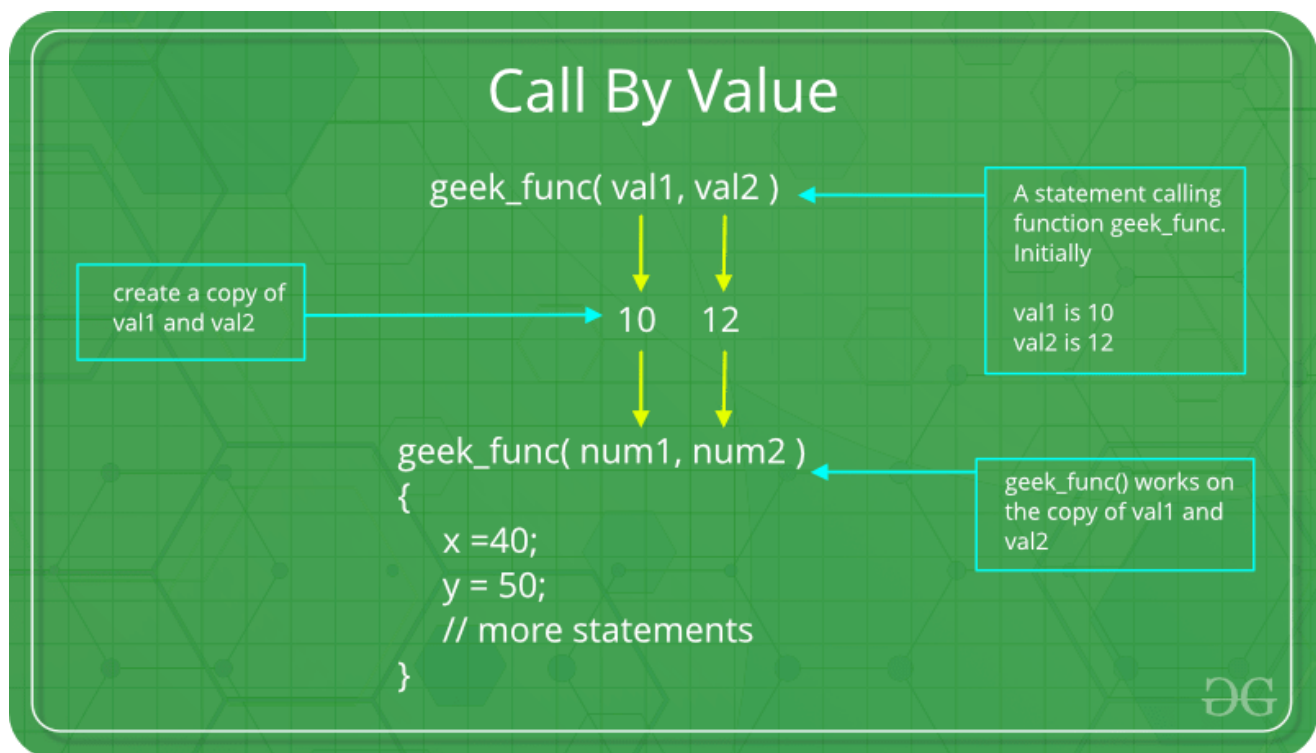 Call By Value
geek_func( val1, val2 )
A statement calling
function geek_func.
Initially
val1 is 10
val2 is 12
create a copy of
val1 and val2
10 12
geek_func( num1, num2 )
{
x =40;
y = 50;
// more statements
}
geek_func() works on
the copy of val1 and
val2